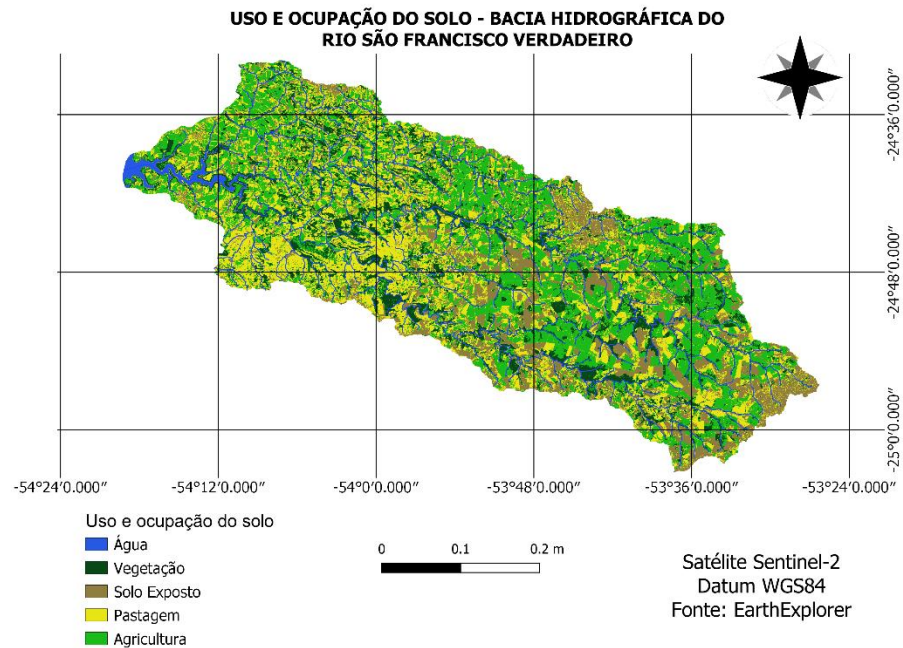 USO E OCUPAÇÃO DO SOLO - BACIA HIDROGRÁFICA DO
RIO SÃO FRANCISCO VERDADEIRO
-24°36′0.000″
-24°48′0.000″
-25°0′0.000″
-54°24′0.000″
-54°12′0.000″
-54°0′0.000″
-53°48′0.000″
-53°36′0.000″
-53°24′0.000″
Uso e ocupação do solo
Água
Vegetação
Solo Exposto
Pastagem
Agricultura
0 0.1 0.2 m
Satélite Sentinel-2
Datum WGS84
Fonte: EarthExplorer